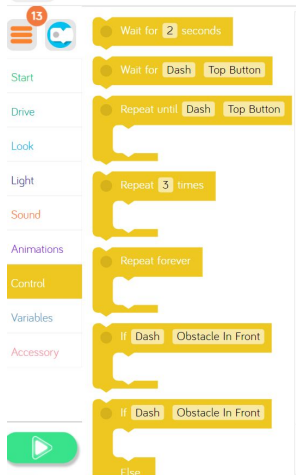 13
Start
Drive
Look
Light
Sound
Animations
Control
Variables
Accessory
Wait for 2 seconds
Wait for Dash Top Button
Repeat until Dash Top Button
Repeat 3 times
Repeat forever
If Dash Obstacle In Front
If Dash Obstacle In Front
Else